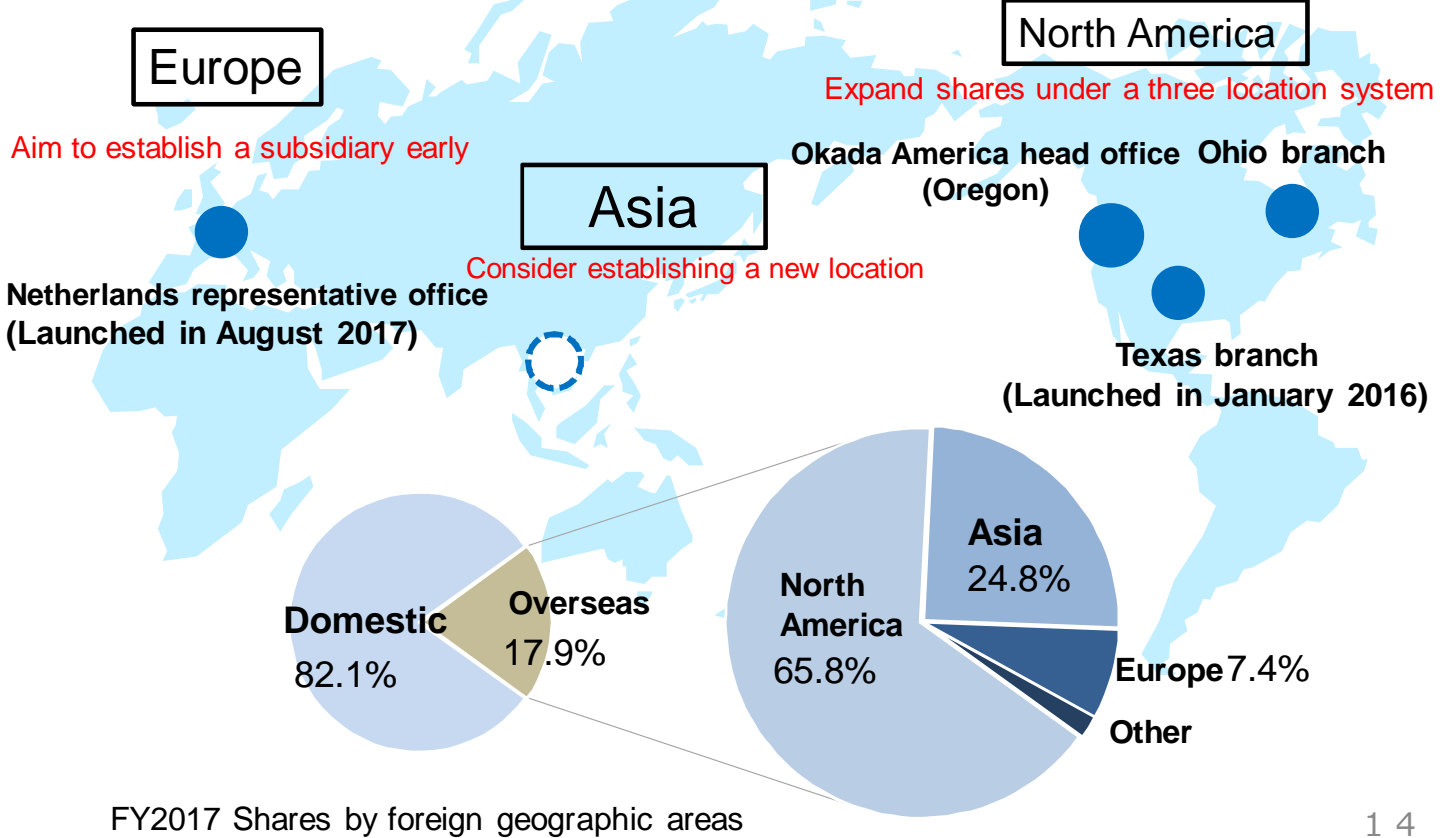 Europe
Aim to establish a subsidiary early
Netherlands representative office
(Launched in August 2017)
Asia
Consider establishing a new location
North America
Expand shares under a three location system
Okada America head office
(Oregon)
Ohio branch
Texas branch
(Launched in January 2016)
Domestic
82.1%
Overseas
17.9%
North
America
65.8%
Asia
24.8%
Europe 7.4%
Other
FY2017 Shares by foreign geographic areas
14